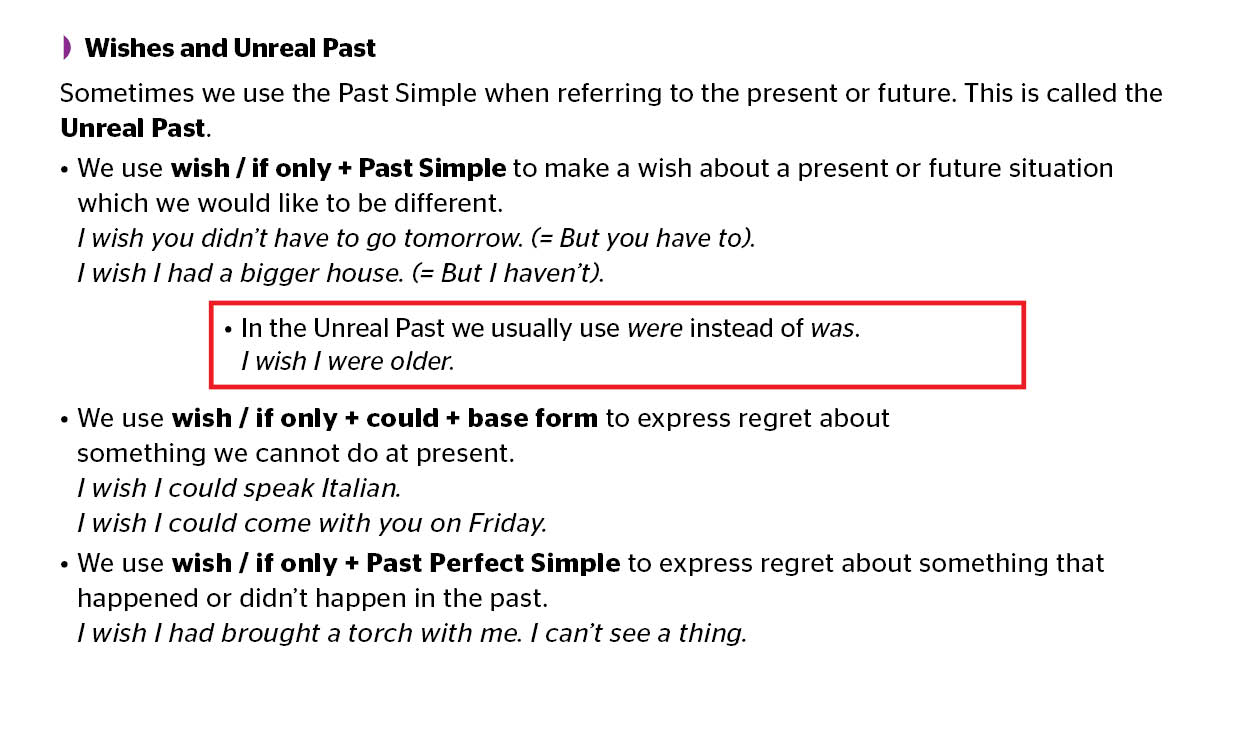 Wishes and Unreal Past
Sometimes we use the Past Simple when referring to the present or future. This is called the
Unreal Past.
• We use wish / if only + Past Simple to make a wish about a present or future situation
which we would like to be different.
I wish you didn’t have to go tomorrow. (= But you have to).
I wish I had a bigger house. (= But I haven’t).
• In the Unreal Past we usually use were instead of was.
I wish I were older.
• We use wish / if only + could + base form to express regret about
something we cannot do at present.
I wish I could speak Italian.
I wish I could come with you on Friday.
• We use wish / if only + Past Perfect Simple to express regret about something that
happened or didn’t happen in the past.
I wish I had brought a torch with me. I can’t see a thing.